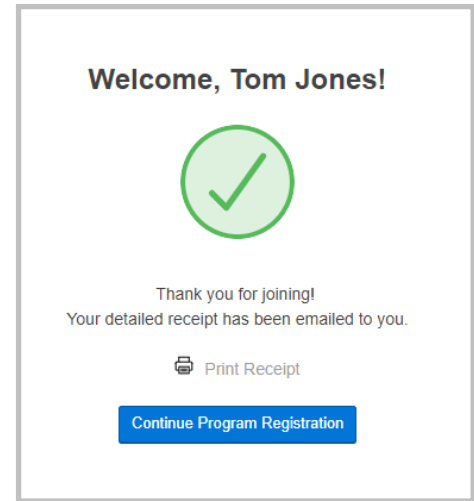 Welcome, Tom Jones!
Thank you for joining!
Your detailed receipt has been emailed to you.
Print Receipt
Continue Program Registration